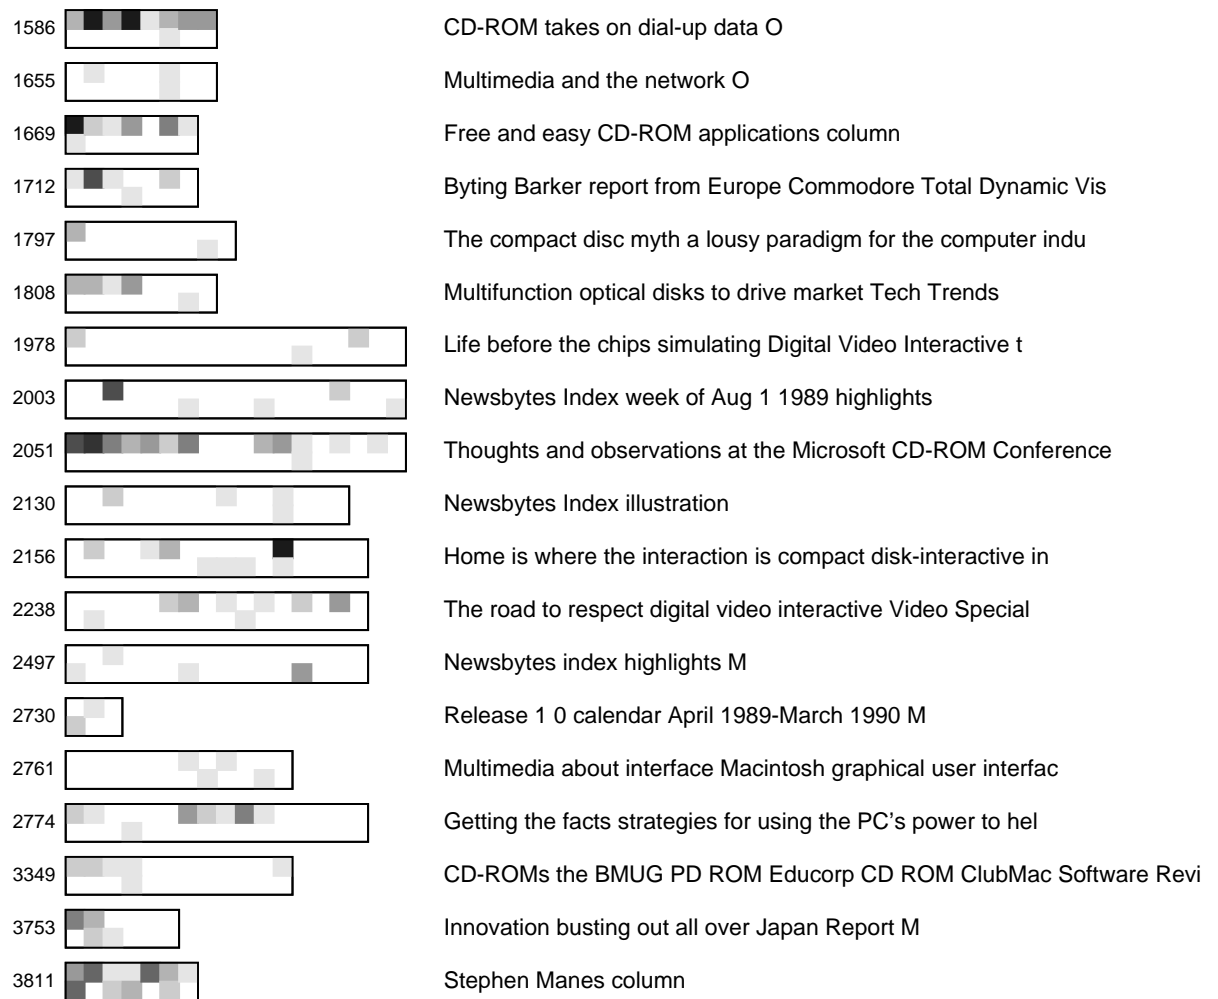 1586 CD-ROM takes on dial-up data O
1655 Multimedia and the network O
1669 Free and easy CD-ROM applications column
1712 Byting Barker report from Europe Commodore Total Dynamic Vis
1797 The compact disc myth a lousy paradigm for the computer indu
1808 Multifunction optical disks to drive market Tech Trends
1978 Life before the chips simulating Digital Video Interactive t
2003 Newsbytes Index week of Aug 1 1989 highlights
2051 Thoughts and observations at the Microsoft CD-ROM Conference
2130 Newsbytes Index illustration
2156 Home is where the interaction is compact disk-interactive in
2238 The road to respect digital video interactive Video Special
2497 Newsbytes index highlights M
2730 Release 1 0 calendar April 1989-March 1990 M
2761 Multimedia about interface Macintosh graphical user interfac
2774 Getting the facts strategies for using the PC's power to hel
3349 CD-ROMs the BMUG PD ROM Educorp CD ROM ClubMac Software Revi
3753 Innovation busting out all over Japan Report M
3811 Stephen Manes column